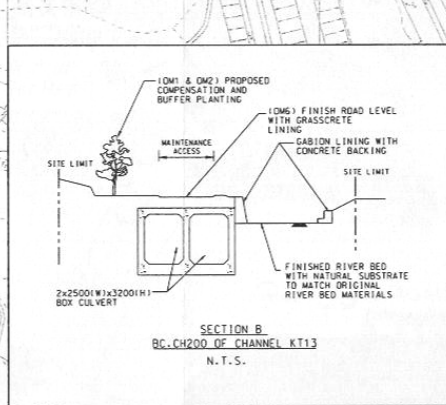 (OM1 & OM2) PROPOSED
COMPENSATION AND
BUFFER PLANTING
(OM6) FINISH ROAD LEVEL
WITH GRASSCRETE
LINING
MAINTENANCE
ACCESS
GABION LINING WITH
CONCRETE BACKING
SITE LIMIT
SITE LIMIT
2x2500(W)x3200(H)
BOX CULVERT
FINISHED RIVER BED
WITH NATURAL SUBSTRATE
TO MATCH ORIGINAL
RIVER BED MATERIALS
SECTION B
BC.CH200 OF CHANNEL KT13
N.T.S.